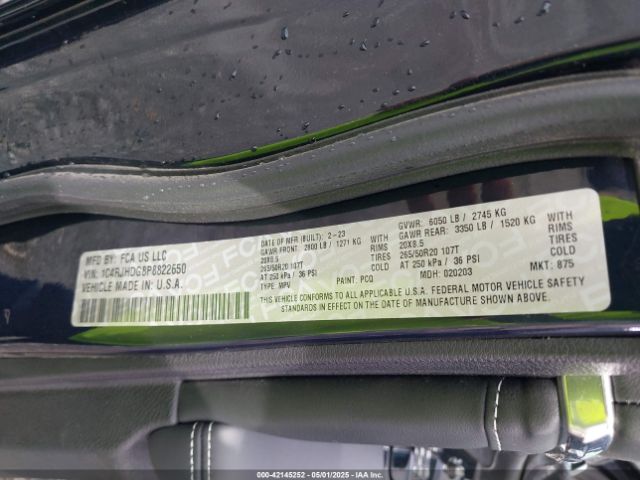 MFD BY: FCA US LLC
VIN: 1C4RJHDG8P8822650
VEHICLE MADE IN: U.S.A.
DATE OF MFR (BUILT): 2-23
GAWR FRONT: 2800 LB / 1271 KG WITH
20X8.5 RIMS
265/50R20 107T TIRES
AT 250 kPa / 36 PSI COLD
TYPE: MPV PAINT: PCQ
GVWR: 6050 LB / 2745 KG
GAWR REAR: 3350 LB / 1520 KG WITH
20X8.5 RIMS
265/50R20 107T TIRES
AT 250 kPa / 36 PSI COLD
MDH: 020203 MKT: 875
THIS VEHICLE CONFORMS TO ALL APPLICABLE U.S.A. FEDERAL MOTOR VEHICLE SAFETY
STANDARDS IN EFFECT ON THE DATE OF MANUFACTURE SHOWN ABOVE.
000-42145252 05/01/2025 IAAI.COM